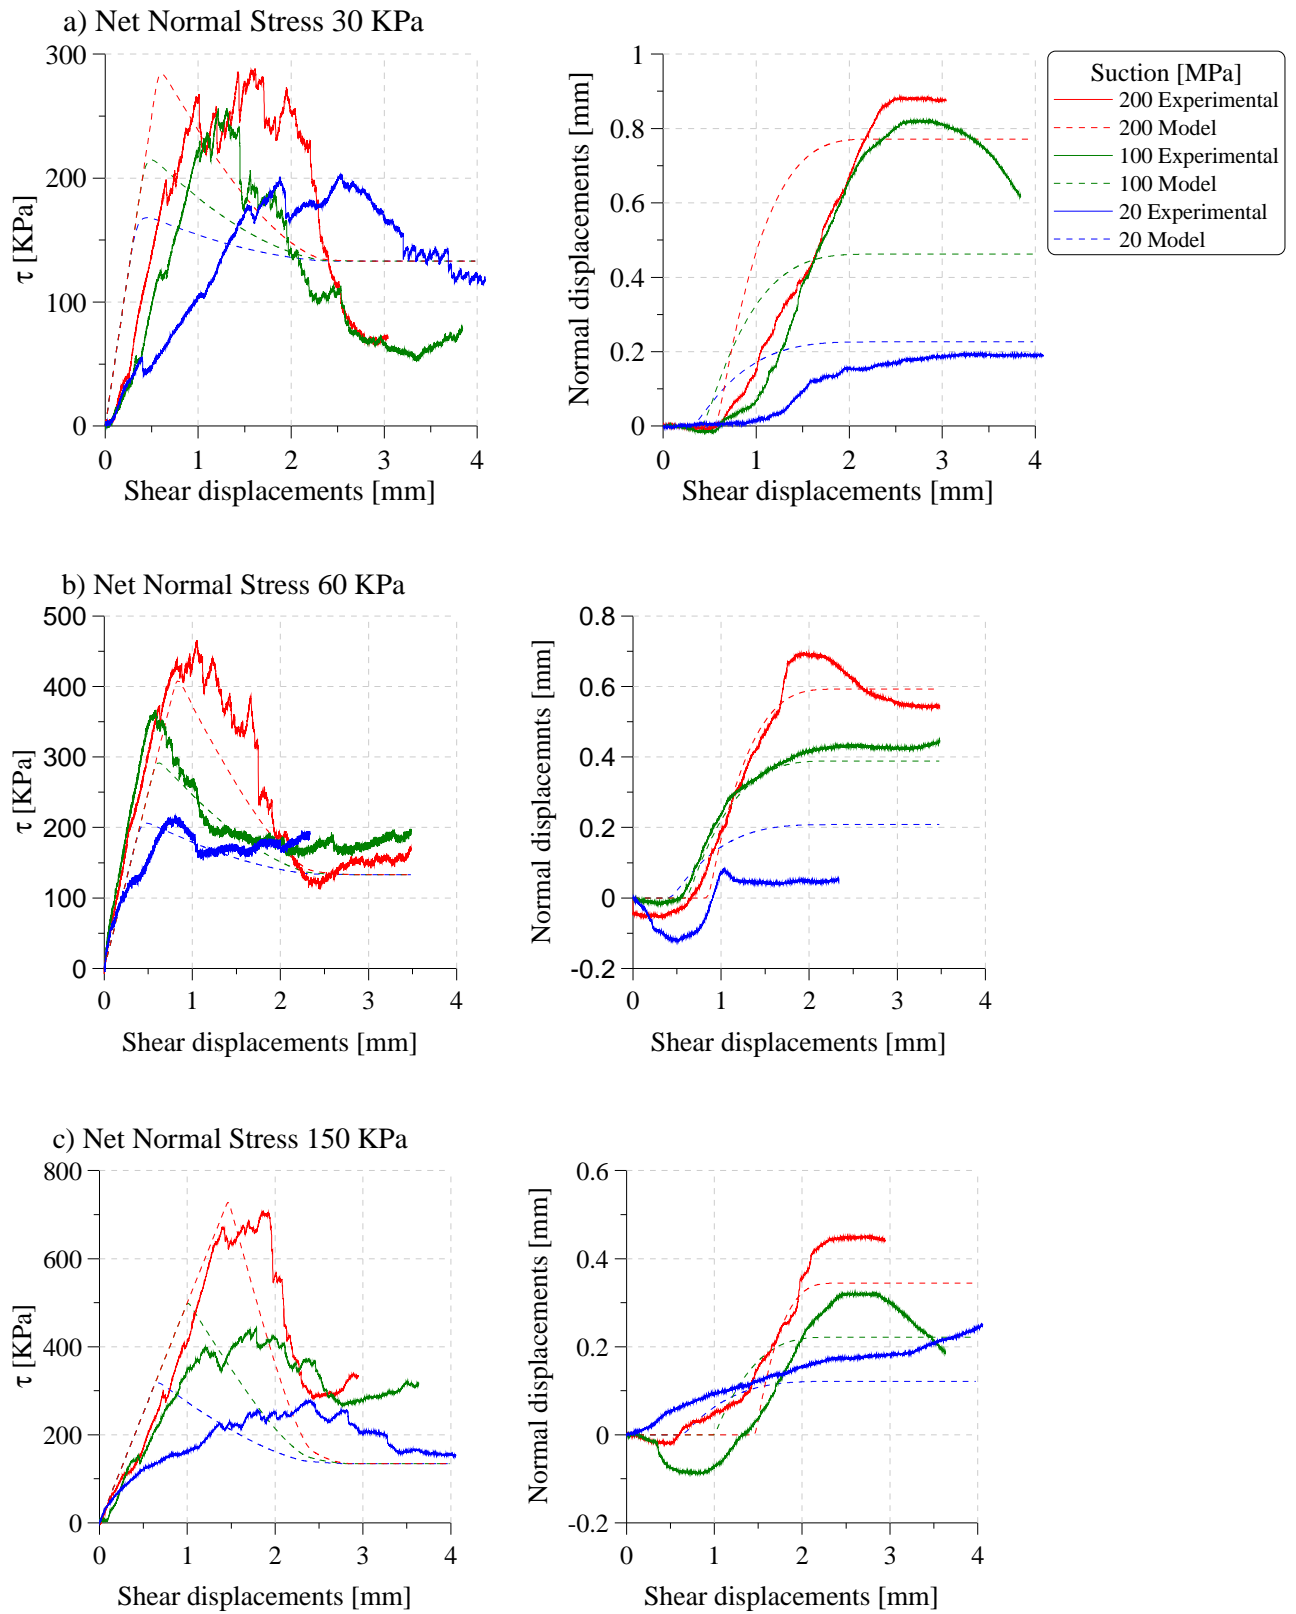 a) Net Normal Stress 30 KPa
300
200
100
0
τ [KPa]
0 1 2 3 4
Shear displacements [mm]
1
0.8
0.6
0.4
0.2
0
Normal displacements [mm]
0 1 2 3 4
Shear displacements [mm]
Suction [MPa]
200 Experimental
200 Model
100 Experimental
100 Model
20 Experimental
20 Model
b) Net Normal Stress 60 KPa
500
400
300
200
100
0
τ [KPa]
0 1 2 3 4
Shear displacements [mm]
0.8
0.6
0.4
0.2
0
-0.2
Normal displacemnts [mm]
0 1 2 3 4
Shear displacements [mm]
c) Net Normal Stress 150 KPa
800
600
400
200
0
τ [KPa]
0 1 2 3 4
Shear displacements [mm]
0.6
0.4
0.2
0
-0.2
Normal displacements [mm]
0 1 2 3 4
Shear displacements [mm]